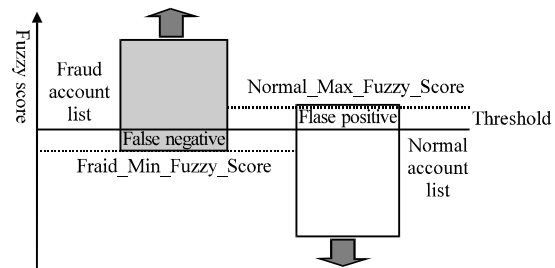 Fuzzy score
Fraud
account
list
Normal_Max_Fuzzy_Score
Flase positive
Threshold
False negative
Fraid_Min_Fuzzy_Score
Normal
account
list